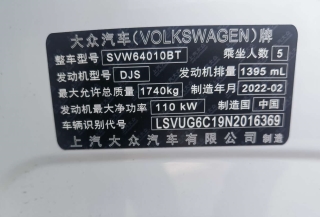 大众汽车(VOLKSWAGEN)牌
整车型号 SVW64010BT 乘坐人数 5
发动机型号 DJS 发动机排量 1395 mL
最大允许总质量 1740kg 制造年月 2022-02
发动机最大净功率 110 kW 制造国 中国
车辆识别代号 LSVUG6C19N2016369
上汽大众汽车有限公司 制造